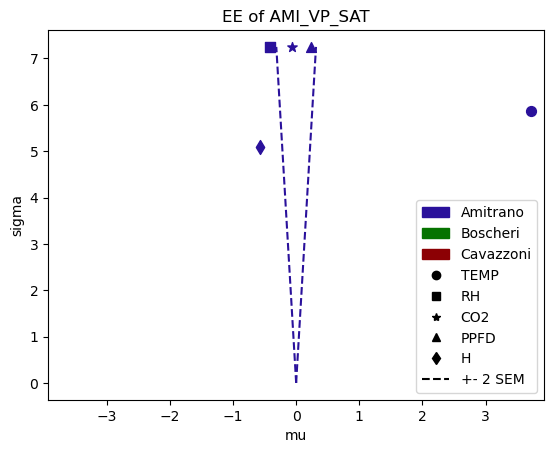 EE of AMI_VP_SAT
7
6
5
4
3
2
1
0
sigma
−3
−2
−1
0
1
2
3
mu
Amitrano
Boscheri
Cavazzoni
TEMP
RH
CO2
PPFD
H
+- 2 SEM